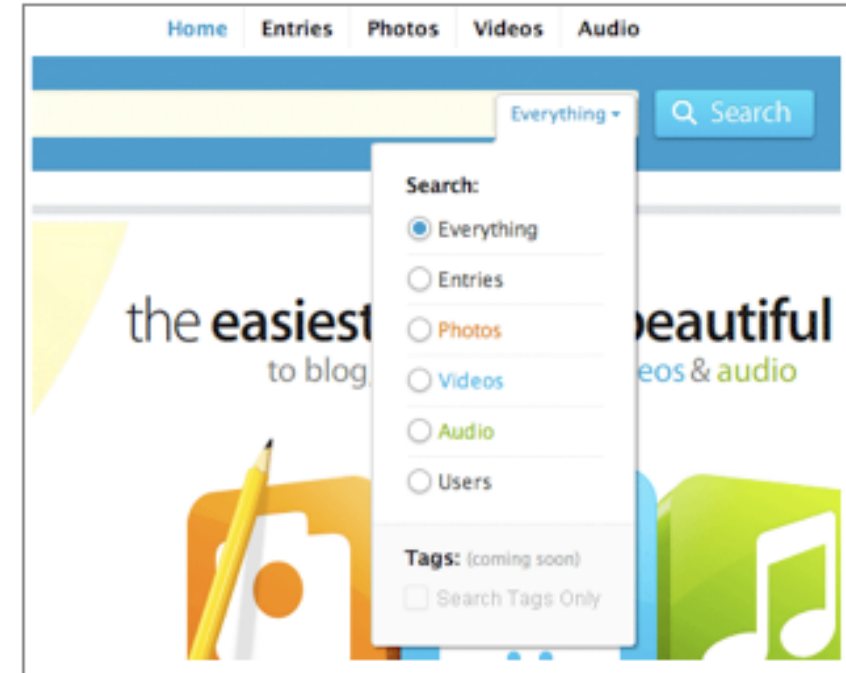 Home Entries Photos Videos Audio
Everything Search
Search:
Everything
Entries
Photos
Videos
Audio
Users
Tags: (coming soon)
Search Tags Only
the easiest beautiful
to blog, eos & audio